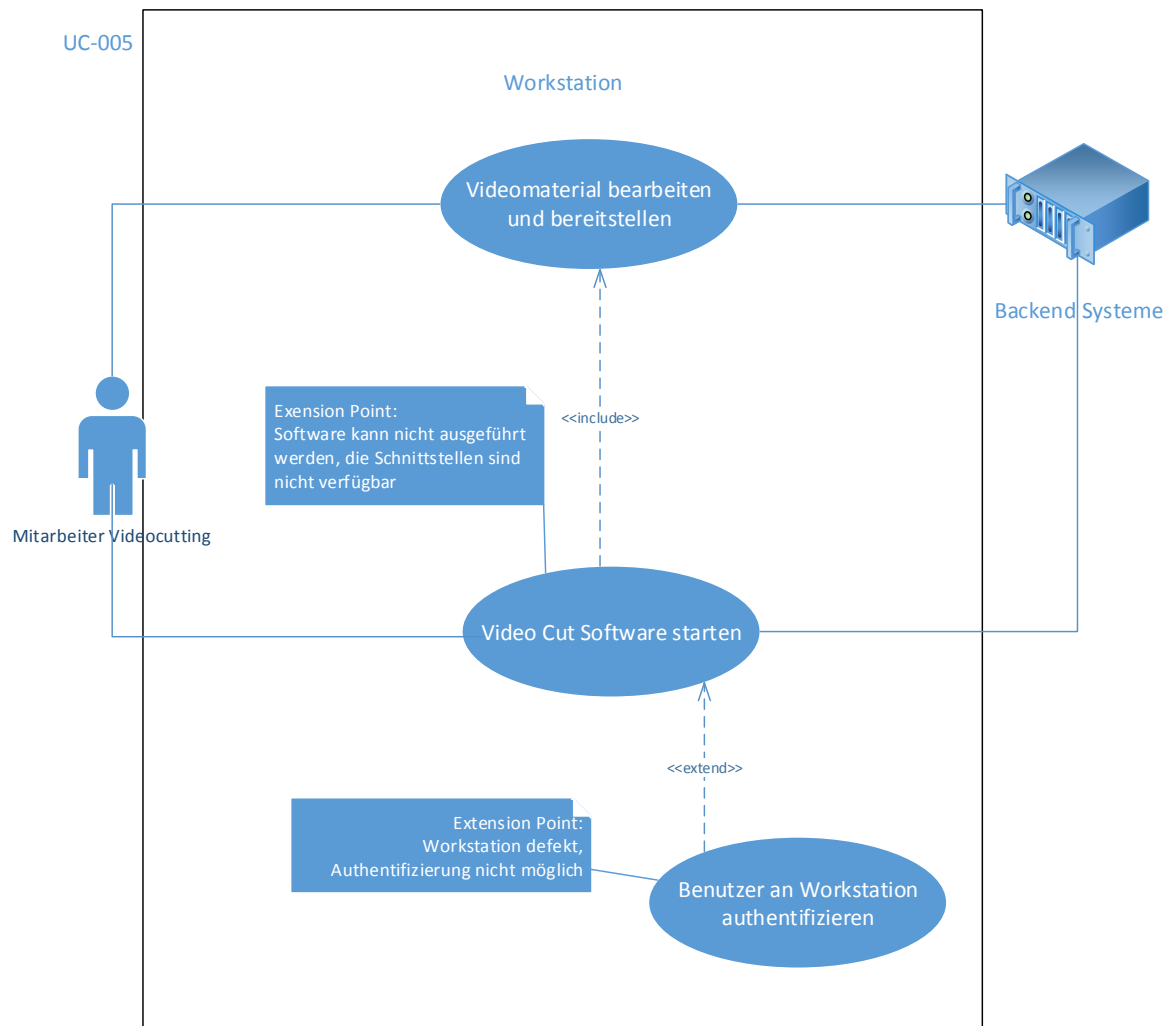 UC-005
Workstation
Videomaterial bearbeiten
und bereitstellen
Backend Systeme
Exension Point:
Software kann nicht ausgeführt
werden, die Schnittstellen sind
nicht verfügbar
<<include>>
Mitarbeiter Videocutting
Video Cut Software starten
<<extend>>
Extension Point:
Workstation defekt,
Authentifizierung nicht möglich
Benutzer an Workstation
authentifizieren